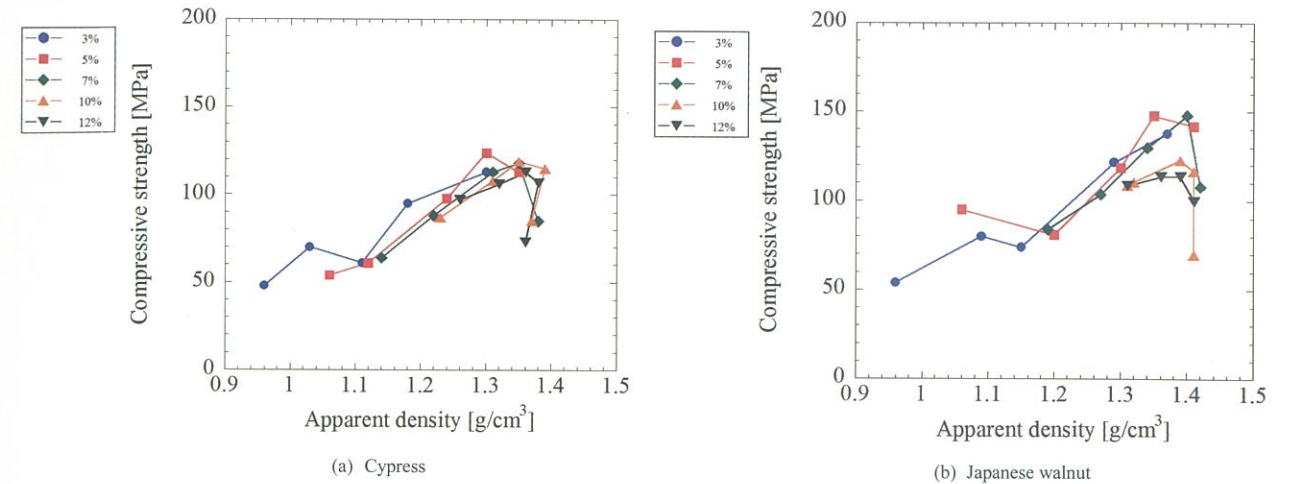 3%
5%
7%
10%
12%
Compressive strength [MPa]
200
150
100
50
0
0.9 1 1.1 1.2 1.3 1.4 1.5
Apparent density [g/cm³]
(a) Cypress
3%
5%
7%
10%
12%
Compressive strength [MPa]
200
150
100
50
0
0.9 1 1.1 1.2 1.3 1.4 1.5
Apparent density [g/cm³]
(b) Japanese walnut